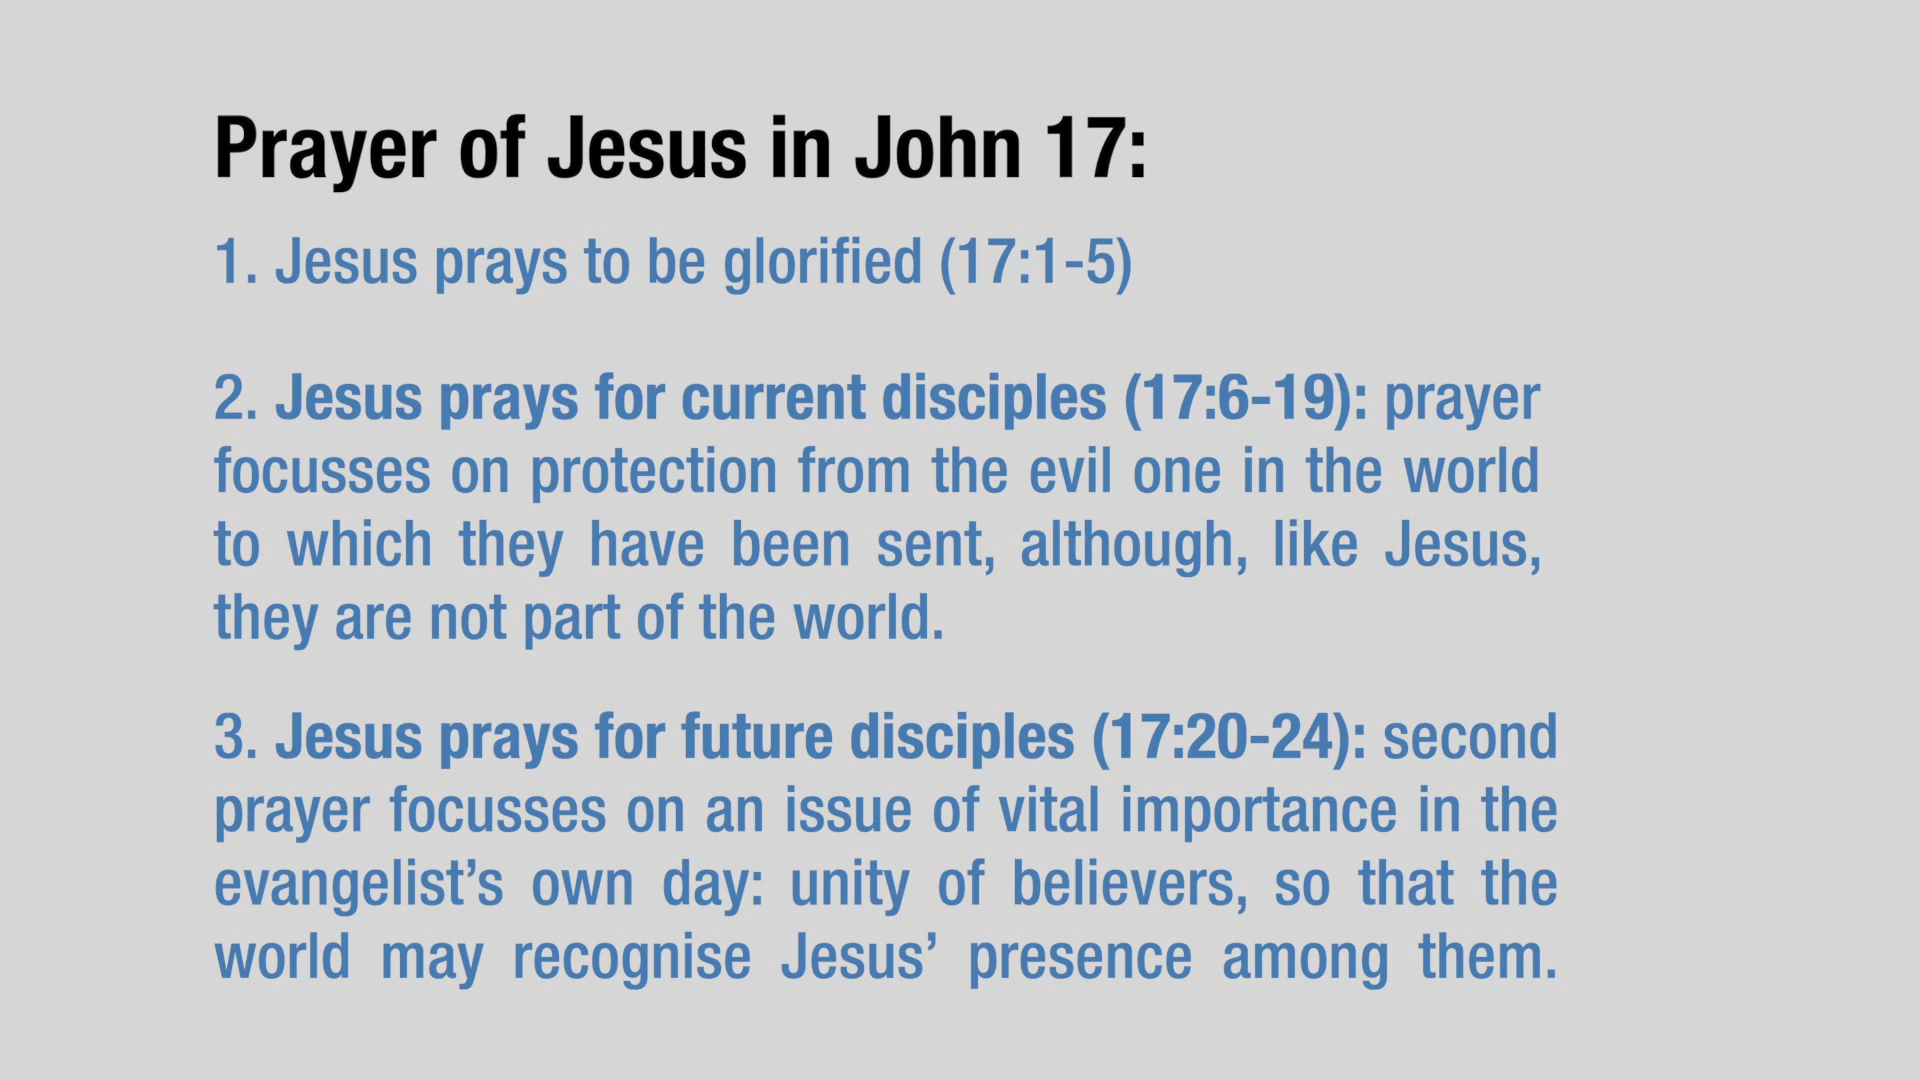 Prayer of Jesus in John 17:
1. Jesus prays to be glorified (17:1-5)
2. Jesus prays for current disciples (17:6-19): prayer
focusses on protection from the evil one in the world
to which they have been sent, although, like Jesus,
they are not part of the world.
3. Jesus prays for future disciples (17:20-24): second
prayer focusses on an issue of vital importance in the
evangelist’s own day: unity of believers, so that the
world may recognise Jesus’ presence among them.